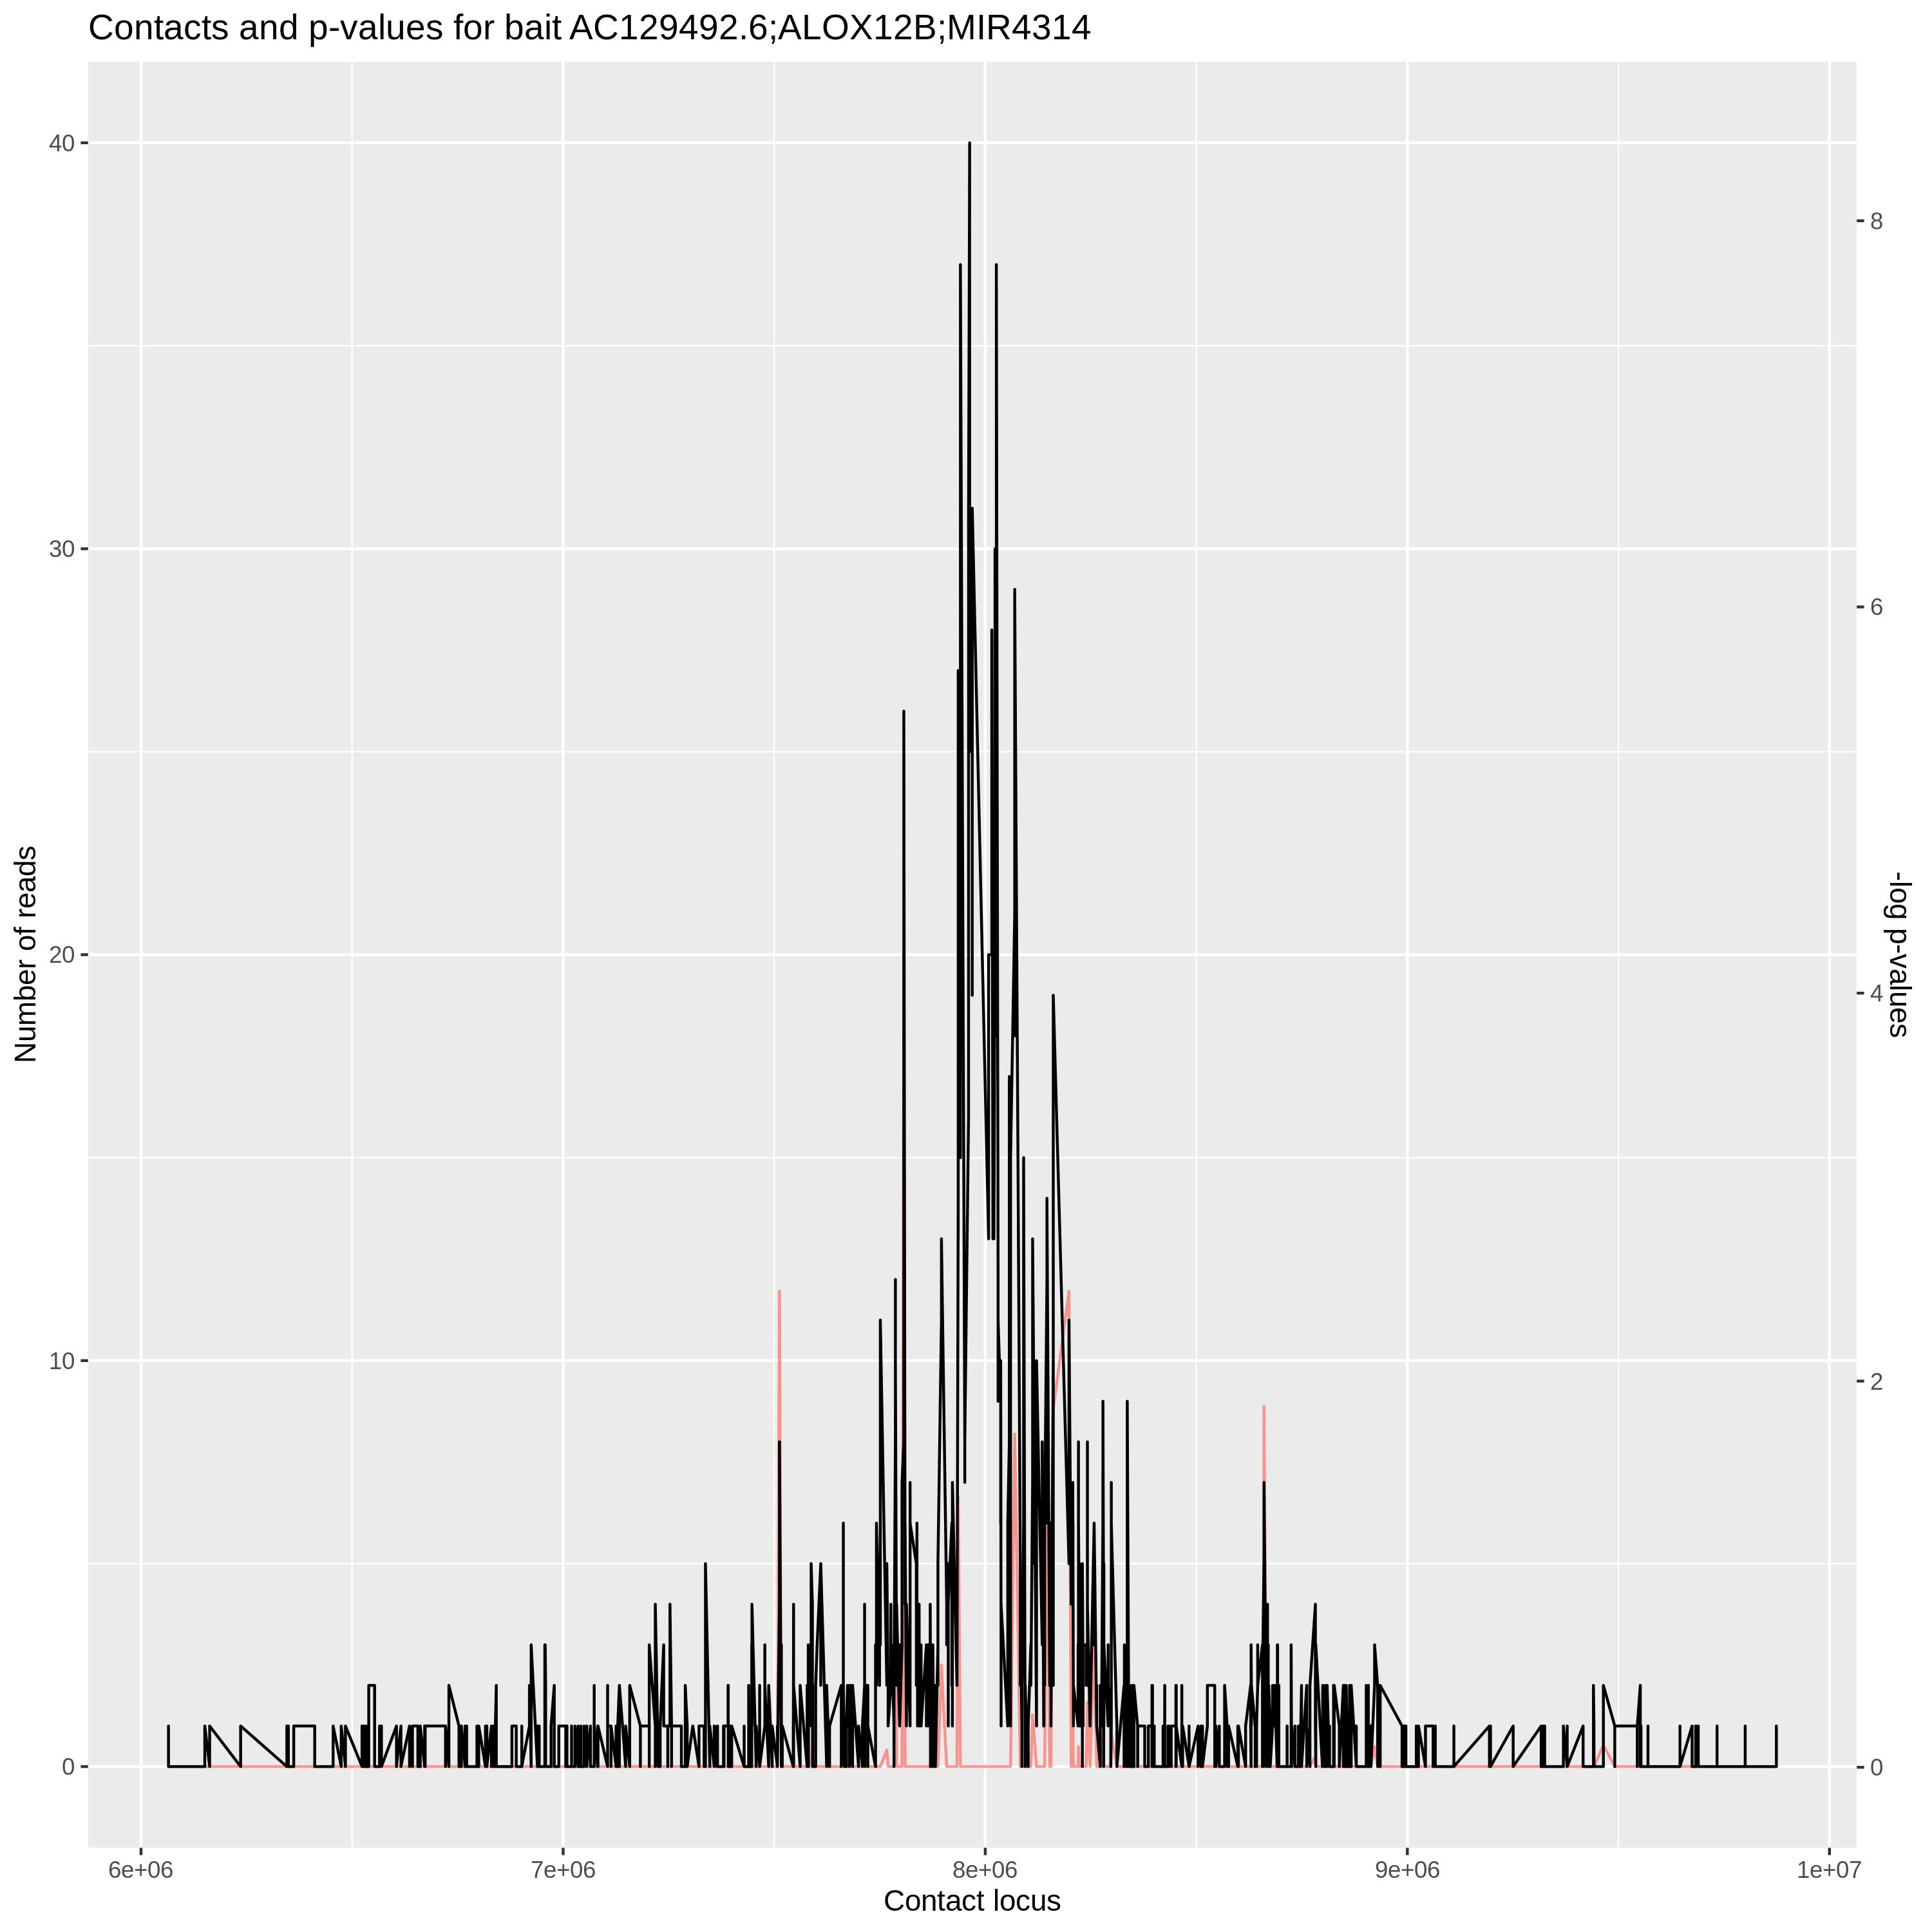 Contacts and p-values for bait AC129492.6;ALOX12B;MIR4314
40
30
20
10
0
Number of reads
8
6
4
2
0
-log p-values
6e+06
7e+06
8e+06
9e+06
1e+07
Contact locus